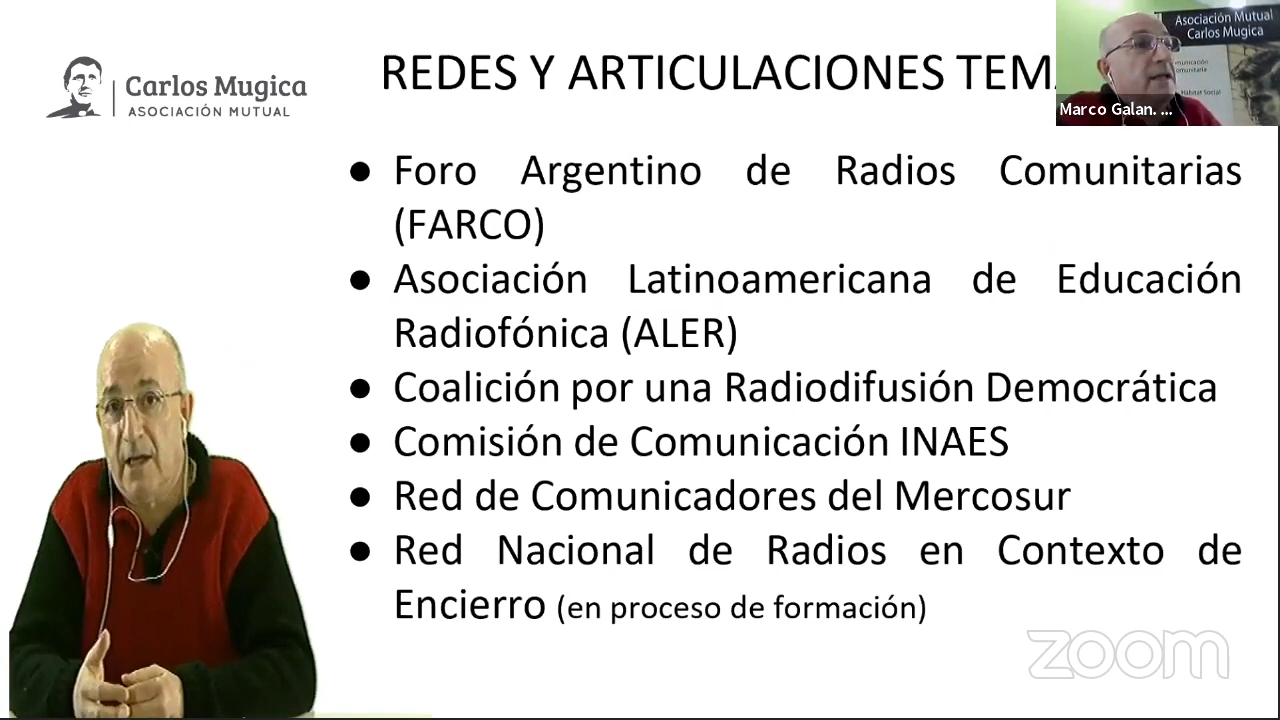 Carlos Mugica
ASOCIACIÓN MUTUAL
REDES Y ARTICULACIONES
Asociación Mutual
Carlos Mugica
Hábitat Social
Marco Galan. ...
● Foro Argentino de Radios Comunitarias
(FARCO)
● Asociación Latinoamericana de Educación
Radiofónica (ALER)
● Coalición por una Radiodifusión Democrática
● Comisión de Comunicación INAES
● Red de Comunicadores del Mercosur
● Red Nacional de Radios en Contexto de
Encierro (en proceso de formación)
zoom